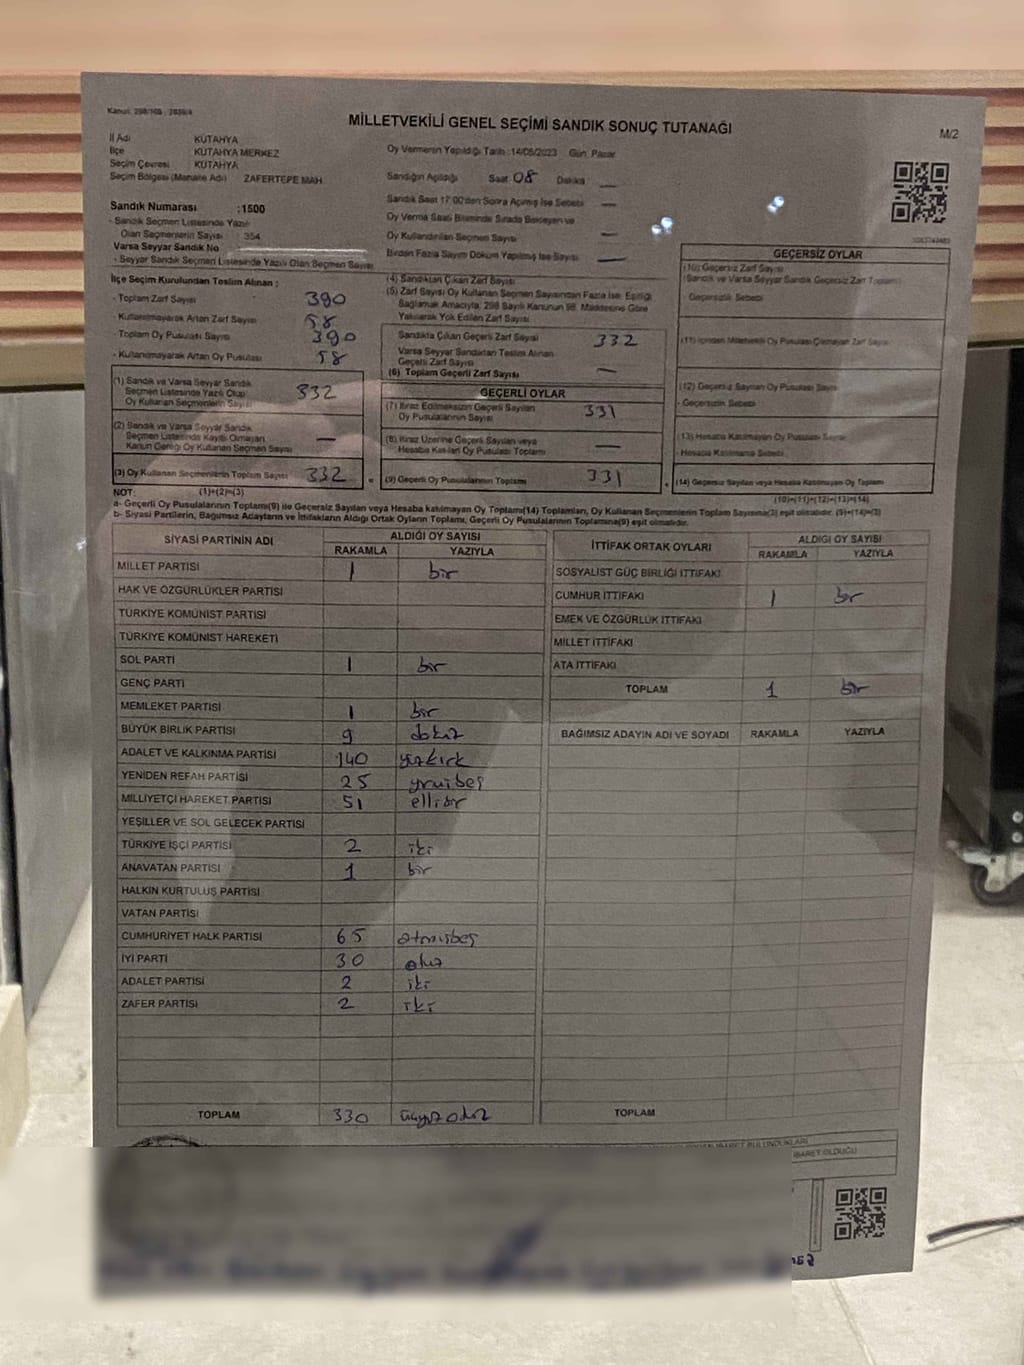 MİLLETVEKİLİ GENEL SEÇİMİ SANDIK SONUÇ TUTANAĞI
M/2
İl Adı KÜTAHYA
İlçe KÜTAHYA MERKEZ
Seçim Çevresi KÜTAHYA
Seçim Bölgesi (Mahalle Adı) ZAFERTEPE MAH.
Sandık Numarası :1500
- Sandık Seçmen Listesinde Yazılı
Olan Seçmenlerin Sayısı : 354
Varsa Seyyar Sandık No
- Seyyar Sandık Seçmen Listesinde Yazılı Olan Seçmen Sayısı
İlçe Seçim Kurulundan Teslim Alınan :
- Toplam Zarf Sayısı 390
- Kullanılmayarak Artan Zarf Sayısı 58
- Toplam Oy Pusulası Sayısı 390
- Kullanılmayarak Artan Oy Pusulası 58
(1) Sandık ve Varsa Seyyar Sandık
Seçmen Listesinde Yazılı Olup
Oy Kullanan Seçmenlerin Sayısı 332
(2) Sandık ve Varsa Seyyar Sandık
Seçmen Listesinde Kayıtlı Olmayan
Kanun Gereği Oy Kullanan Seçmen Sayısı —
(3) Oy Kullanan Seçmenlerin Toplam Sayısı 332
Oy Vermenin Yapıldığı Tarih :14/05/2023 Gün: Pazar
Sandığın Açıldığı Saat 08 Dakika —
Sandık Saat 17:00'den Sonra Açılmış İse Sebebi —
Oy Verme Saati Bitiminde Sırada Bekleyen ve
Oy Kullandırılan Seçmen Sayısı —
Birden Fazla Sayım Döküm Yapılmış İse Sayısı —
(4) Sandıktan Çıkan Zarf Sayısı
(5) Zarf Sayısı Oy Kullanan Seçmen Sayısından Fazla İse, Eşitliği
Sağlamak Amacıyla, 298 Sayılı Kanunun 98. Maddesine Göre
Yakılarak Yok Edilen Zarf Sayısı
Sandıkta Çıkan Geçerli Zarf Sayısı 332
Varsa Seyyar Sandıktan Teslim Alınan
Geçerli Zarf Sayısı
(6) Toplam Geçerli Zarf Sayısı —
GEÇERLİ OYLAR
(7) İtiraz Edilmeksizin Geçerli Sayılan
Oy Pusulalarının Sayısı 331
(8) İtiraz Üzerine Geçerli Sayılan veya
Hesaba Katılan Oy Pusulası Toplamı —
(9) Geçerli Oy Pusulalarının Toplamı 331
GEÇERSİZ OYLAR
Geçersiz Zarf Sayısı
(Sandık ve Varsa Seyyar Sandık Geçersiz Zarf Toplamı)
Geçersizlik Sebebi
(11) İçinden Milletvekili Oy Pusulası Çıkmayan Zarf Sayısı
(12) Geçersiz Sayılan Oy Pusulası Sayısı
- Geçersizlik Sebebi
(13) Hesaba Katılmayan Oy Pusulası Sayısı
- Hesaba Katılmama Sebebi
(14) Geçersiz Sayılan veya Hesaba Katılmayan Oy Toplamı
NOT: (1)+(2)=(3) (10)+(11)+(12)+(13)=(14)
a- Geçerli Oy Pusulalarının Toplamı(9) ile Geçersiz Sayılan veya Hesaba katılmayan Oy Toplamı(14) Toplamları, Oy Kullanan Seçmenlerin Toplam Sayısına(3) eşit olmalıdır. (9)+(14)=(3)
b- Siyasi Partilerin, Bağımsız Adayların ve İttifakların Aldığı Ortak Oyların Toplamı, Geçerli Oy Pusulalarının Toplamına(9) eşit olmalıdır.
SİYASİ PARTİNİN ADI ALDIĞI OY SAYISI
RAKAMLA YAZIYLA
MİLLET PARTİSİ 1 bir
HAK VE ÖZGÜRLÜKLER PARTİSİ
TÜRKİYE KOMÜNİST PARTİSİ
TÜRKİYE KOMÜNİST HAREKETİ
SOL PARTİ 1 bir
GENÇ PARTİ
MEMLEKET PARTİSİ 1 bir
BÜYÜK BİRLİK PARTİSİ 9 dokuz
ADALET VE KALKINMA PARTİSİ 140 yüzkırk
YENİDEN REFAH PARTİSİ 25 yirmibeş
MİLLİYETÇİ HAREKET PARTİSİ 51 ellibir
YEŞİLLER VE SOL GELECEK PARTİSİ
TÜRKİYE İŞÇİ PARTİSİ 2 iki
ANAVATAN PARTİSİ 1 bir
HALKIN KURTULUŞ PARTİSİ
VATAN PARTİSİ
CUMHURİYET HALK PARTİSİ 65 atmışbeş
İYİ PARTİ 30 otuz
ADALET PARTİSİ 2 iki
ZAFER PARTİSİ 2 iki
TOPLAM 330 üçyüzotuz
İTTİFAK ORTAK OYLARI ALDIĞI OY SAYISI
RAKAMLA YAZIYLA
SOSYALİST GÜÇ BİRLİĞİ İTTİFAKI
CUMHUR İTTİFAKI 1 bir
EMEK VE ÖZGÜRLÜK İTTİFAKI
MİLLET İTTİFAKI
ATA İTTİFAKI
TOPLAM 1 bir
BAĞIMSIZ ADAYIN ADI VE SOYADI RAKAMLA YAZIYLA
TOPLAM
İBARET OLDUĞU